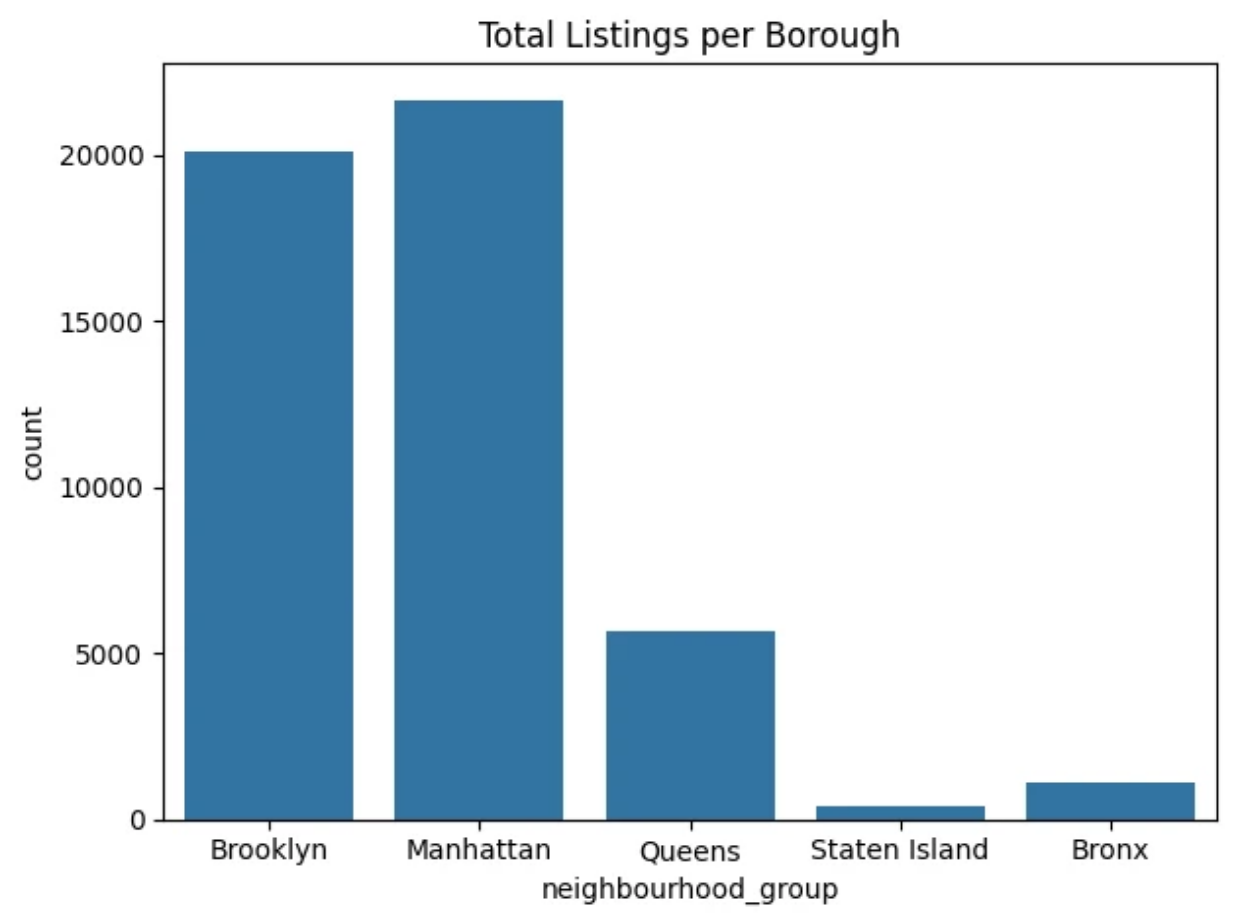 Total Listings per Borough
20000
15000
10000
5000
0
count
Brooklyn Manhattan Queens Staten Island Bronx
neighbourhood_group